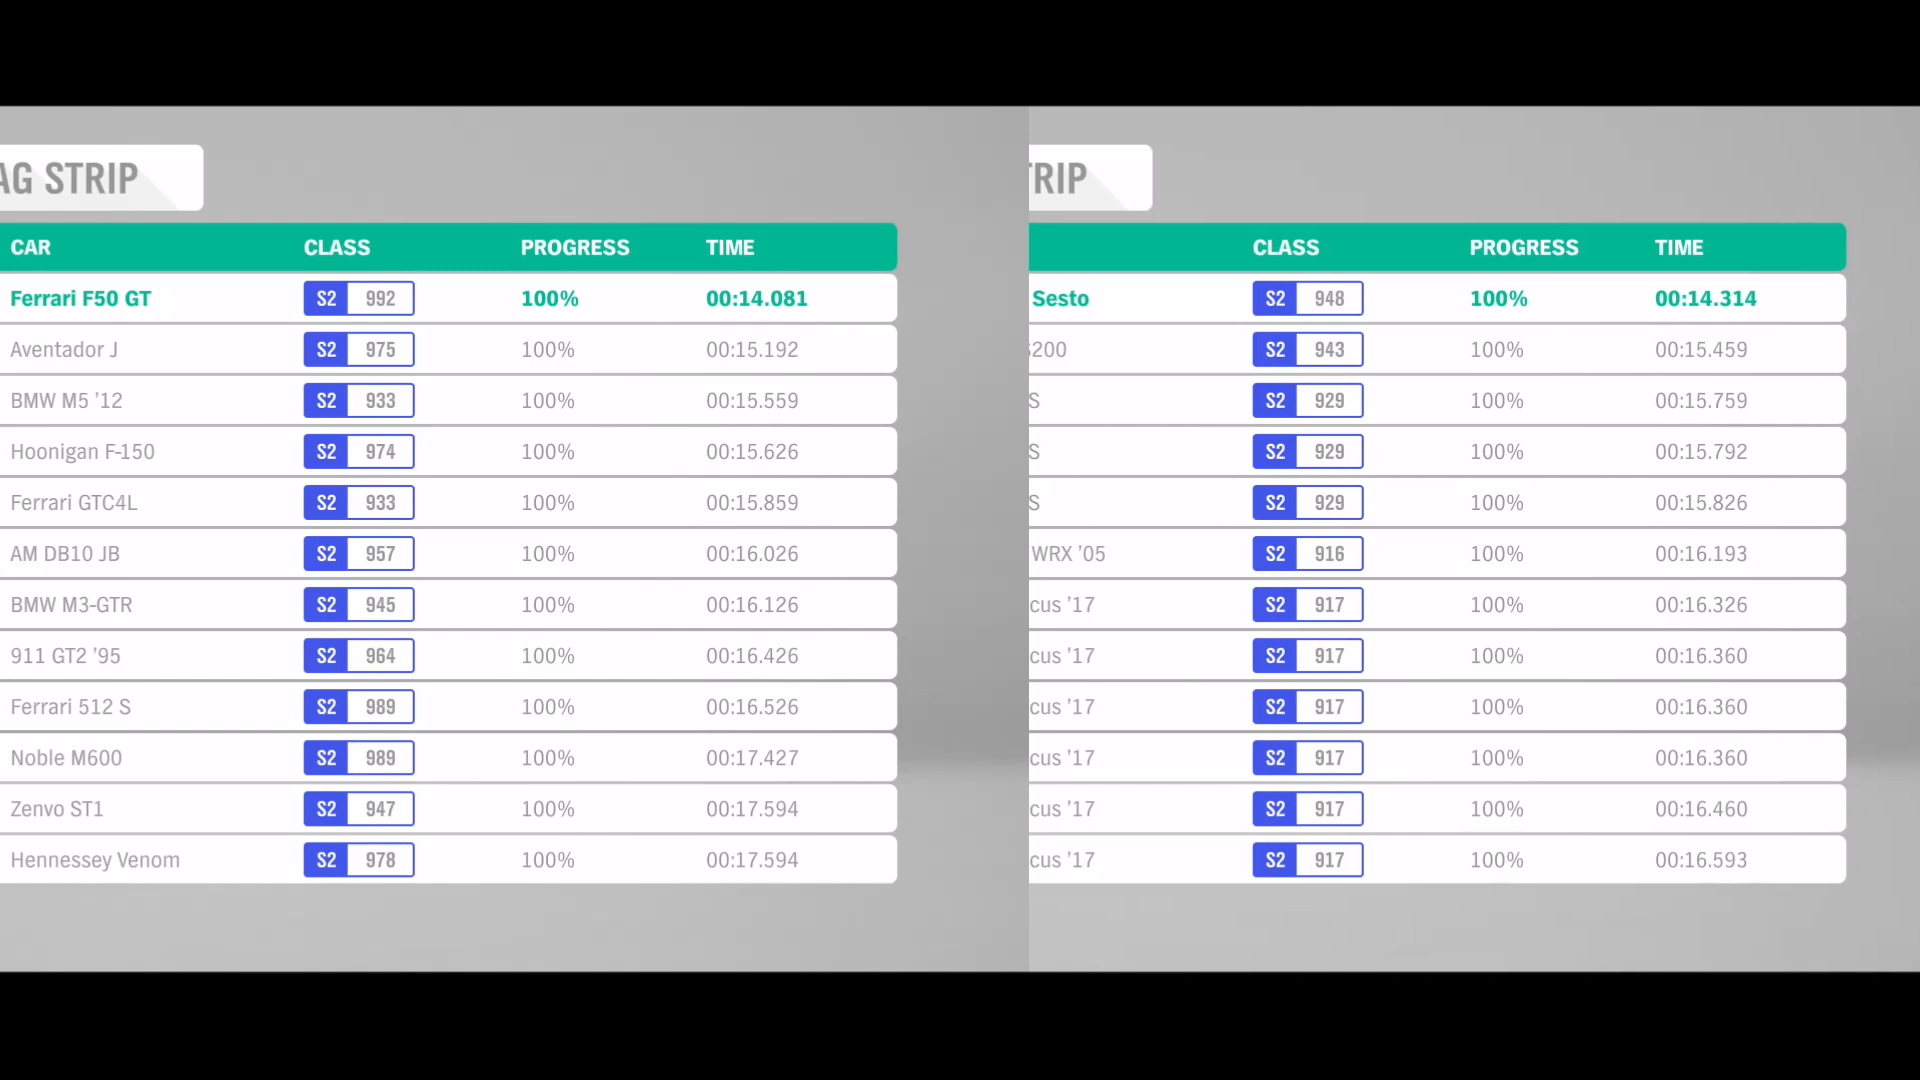 AG STRIP
CAR CLASS PROGRESS TIME
Ferrari F50 GT S2 992 100% 00:14.081
Aventador J S2 975 100% 00:15.192
BMW M5 ’12 S2 933 100% 00:15.559
Hoonigan F-150 S2 974 100% 00:15.626
Ferrari GTC4L S2 933 100% 00:15.859
AM DB10 JB S2 957 100% 00:16.026
BMW M3-GTR S2 945 100% 00:16.126
911 GT2 ’95 S2 964 100% 00:16.426
Ferrari 512 S S2 989 100% 00:16.526
Noble M600 S2 989 100% 00:17.427
Zenvo ST1 S2 947 100% 00:17.594
Hennessey Venom S2 978 100% 00:17.594
TRIP
CLASS PROGRESS TIME
Sesto S2 948 100% 00:14.314
S200 S2 943 100% 00:15.459
S S2 929 100% 00:15.759
S S2 929 100% 00:15.792
S S2 929 100% 00:15.826
WRX ’05 S2 916 100% 00:16.193
cus ’17 S2 917 100% 00:16.326
cus ’17 S2 917 100% 00:16.360
cus ’17 S2 917 100% 00:16.360
cus ’17 S2 917 100% 00:16.360
cus ’17 S2 917 100% 00:16.460
cus ’17 S2 917 100% 00:16.593